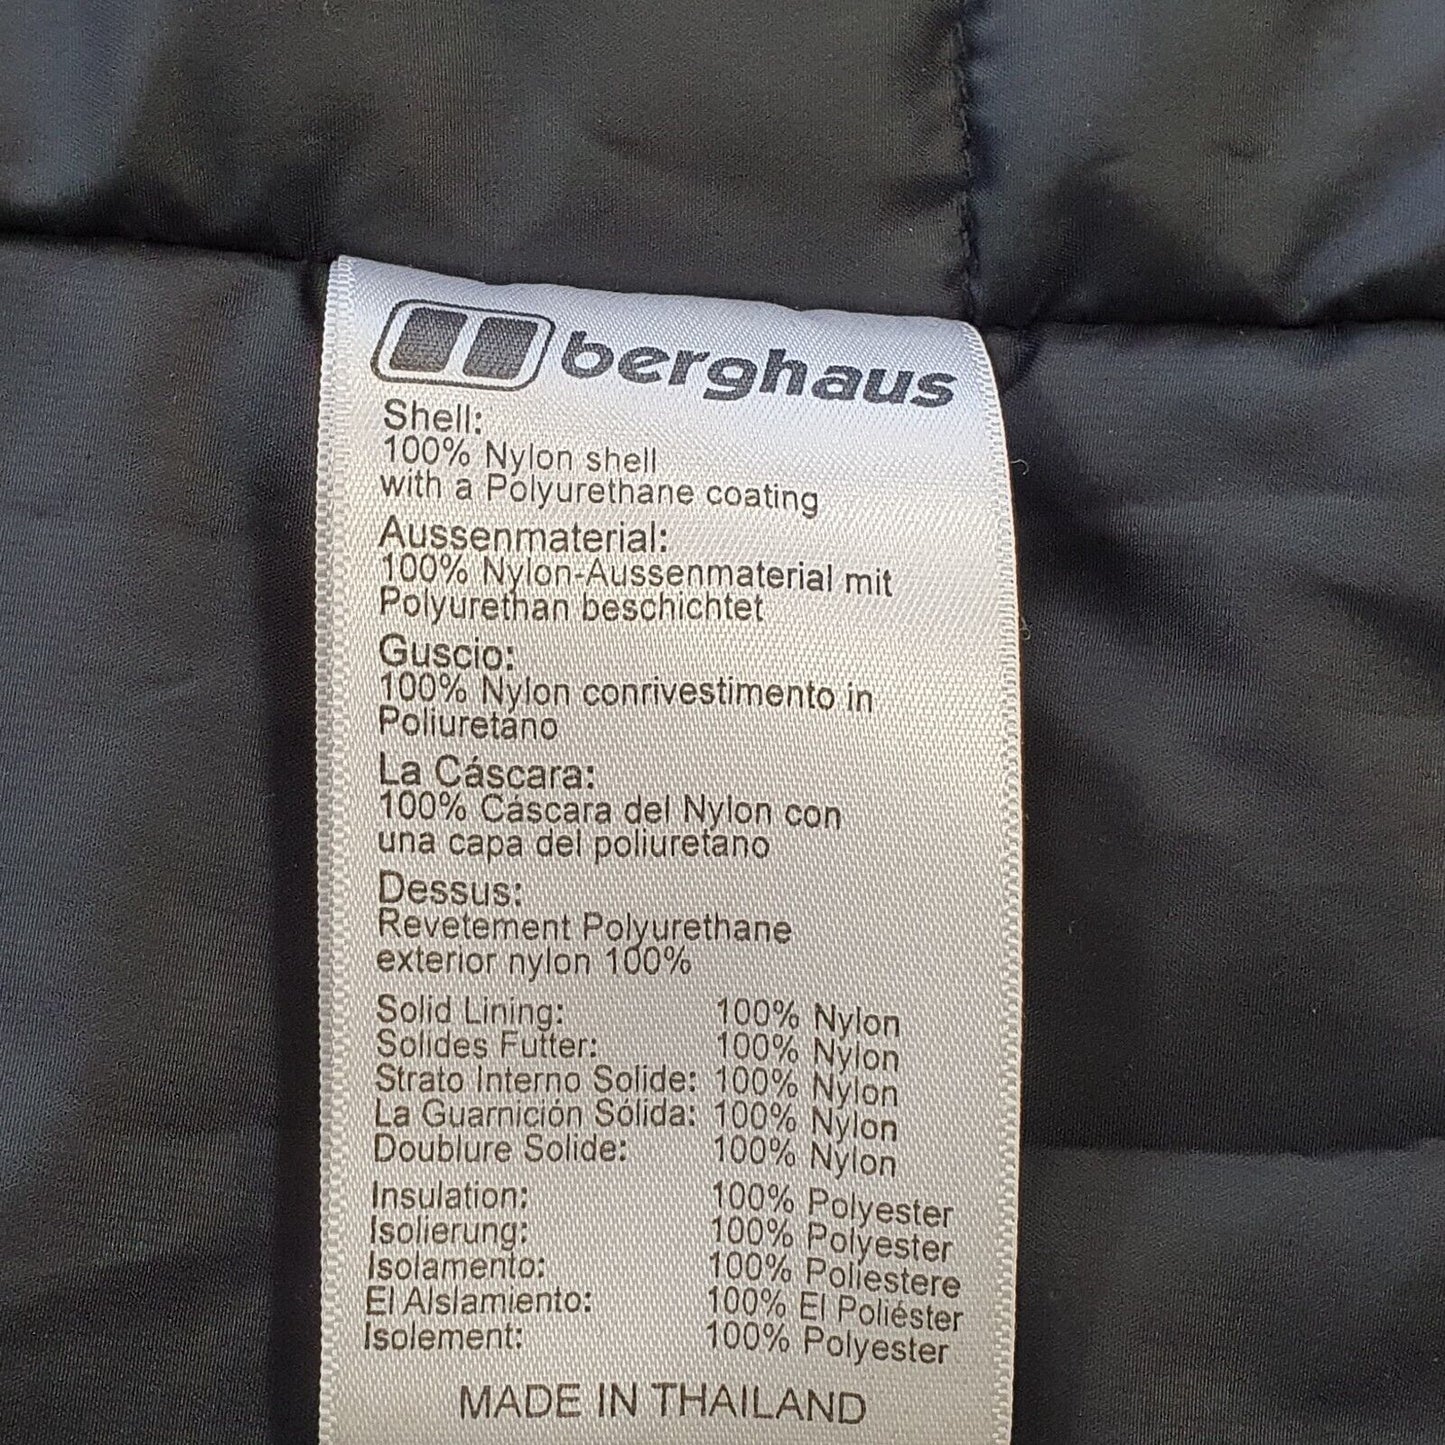 berghaus
Shell:
100% Nylon shell
with a Polyurethane coating
Aussenmaterial:
100% Nylon-Aussenmaterial mit
Polyurethan beschichtet
Guscio:
100% Nylon conrivestimento in
Poliuretano
La Cáscara:
100% Cáscara del Nylon con
una capa del poliuretano
Dessus:
Revetement Polyurethane
exterior nylon 100%
Solid Lining: 100% Nylon
Solides Futter: 100% Nylon
Strato Interno Solide: 100% Nylon
La Guarnición Sólida: 100% Nylon
Doublure Solide: 100% Nylon
Insulation: 100% Polyester
Isolierung: 100% Polyester
Isolamento: 100% Poliestere
El Alslamiento: 100% El Poliéster
Isolement: 100% Polyester
MADE IN THAILAND